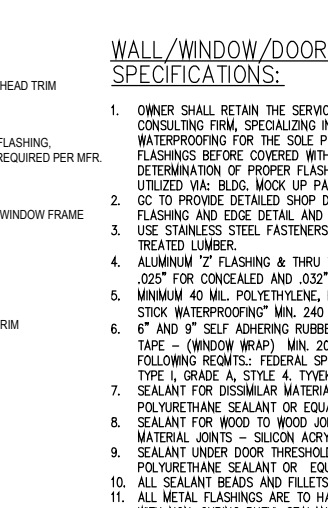 HEAD TRIM
FLASHING,
REQUIRED PER MFR.
WINDOW FRAME
RIM
WALL/WINDOW/DOOR
SPECIFICATIONS:
1. OWNER SHALL RETAIN THE SERVIC
CONSULTING FIRM, SPECIALIZING IN
WATERPROOFING FOR THE SOLE P
FLASHINGS BEFORE COVERED WITH
DETERMINATION OF PROPER FLASH
UTILIZED VIA: BLDG. MOCK UP PA
2. GC TO PROVIDE DETAILED SHOP D
FLASHING AND EDGE DETAIL AND
3. USE STAINLESS STEEL FASTENERS
TREATED LUMBER.
4. ALUMINUM 'Z' FLASHING & THRU
.025" FOR CONCEALED AND .032"
5. MINIMUM 40 MIL. POLYETHYLENE,
STICK WATERPROOFING" MIN. 240
6. 6" AND 9" SELF ADHERING RUBBE
TAPE – (WINDOW WRAP) MIN. 20
FOLLOWING REQMTS.: FEDERAL SP
TYPE I, GRADE A, STYLE 4. TYVEK
7. SEALANT FOR DISSIMILAR MATERIA
POLYURETHANE SEALANT OR EQUA
8. SEALANT FOR WOOD TO WOOD JOI
MATERIAL JOINTS – SILICON ACRY
9. SEALANT UNDER DOOR THRESHOLD
POLYURETHANE SEALANT OR EQU
10. ALL SEALANT BEADS AND FILLETS
11. ALL METAL FLASHINGS ARE TO HA